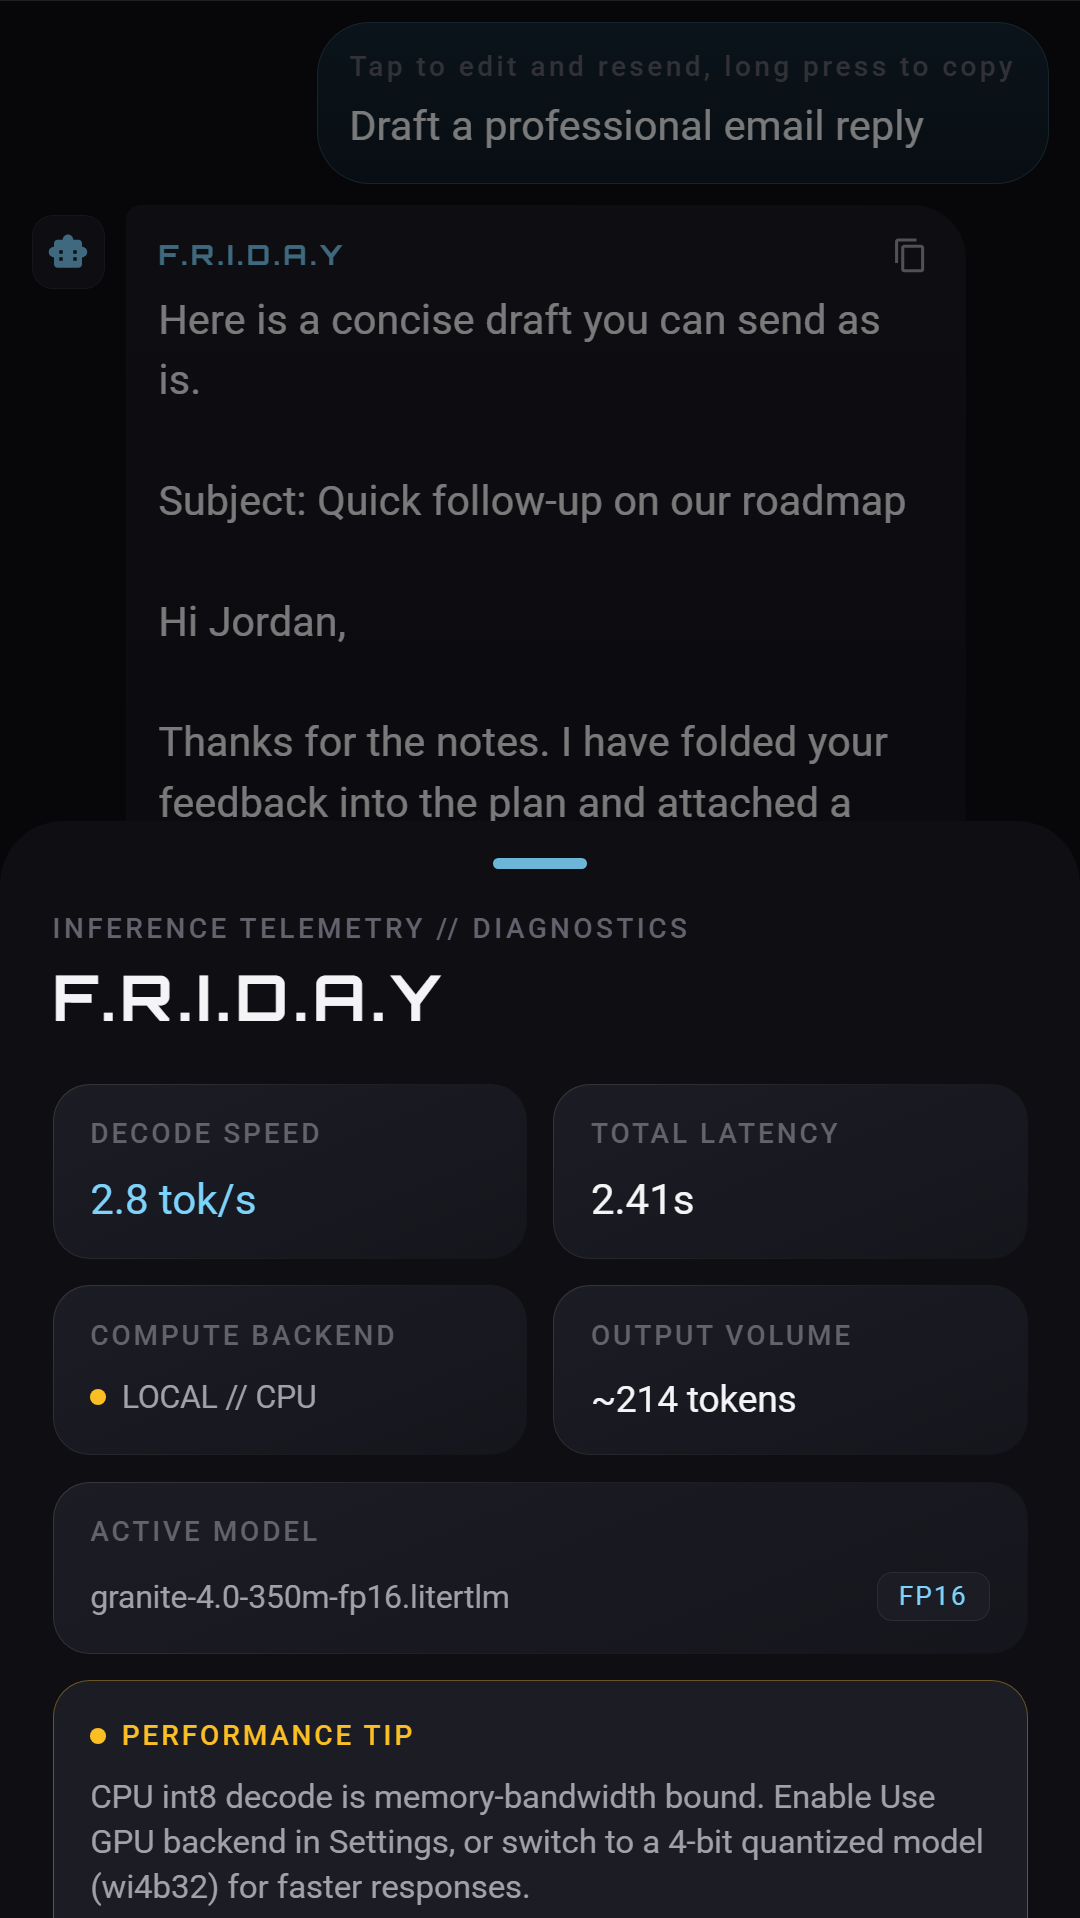 Tap to edit and resend, long press to copy
Draft a professional email reply
F.R.I.D.A.Y
Here is a concise draft you can send as
is.
Subject: Quick follow-up on our roadmap
Hi Jordan,
Thanks for the notes. I have folded your
feedback into the plan and attached a
INFERENCE TELEMETRY // DIAGNOSTICS
F.R.I.D.A.Y
DECODE SPEED
2.8 tok/s
TOTAL LATENCY
2.41s
COMPUTE BACKEND
LOCAL // CPU
OUTPUT VOLUME
~214 tokens
ACTIVE MODEL
granite-4.0-350m-fp16.litertlm
FP16
PERFORMANCE TIP
CPU int8 decode is memory-bandwidth bound. Enable Use
GPU backend in Settings, or switch to a 4-bit quantized model
(wi4b32) for faster responses.